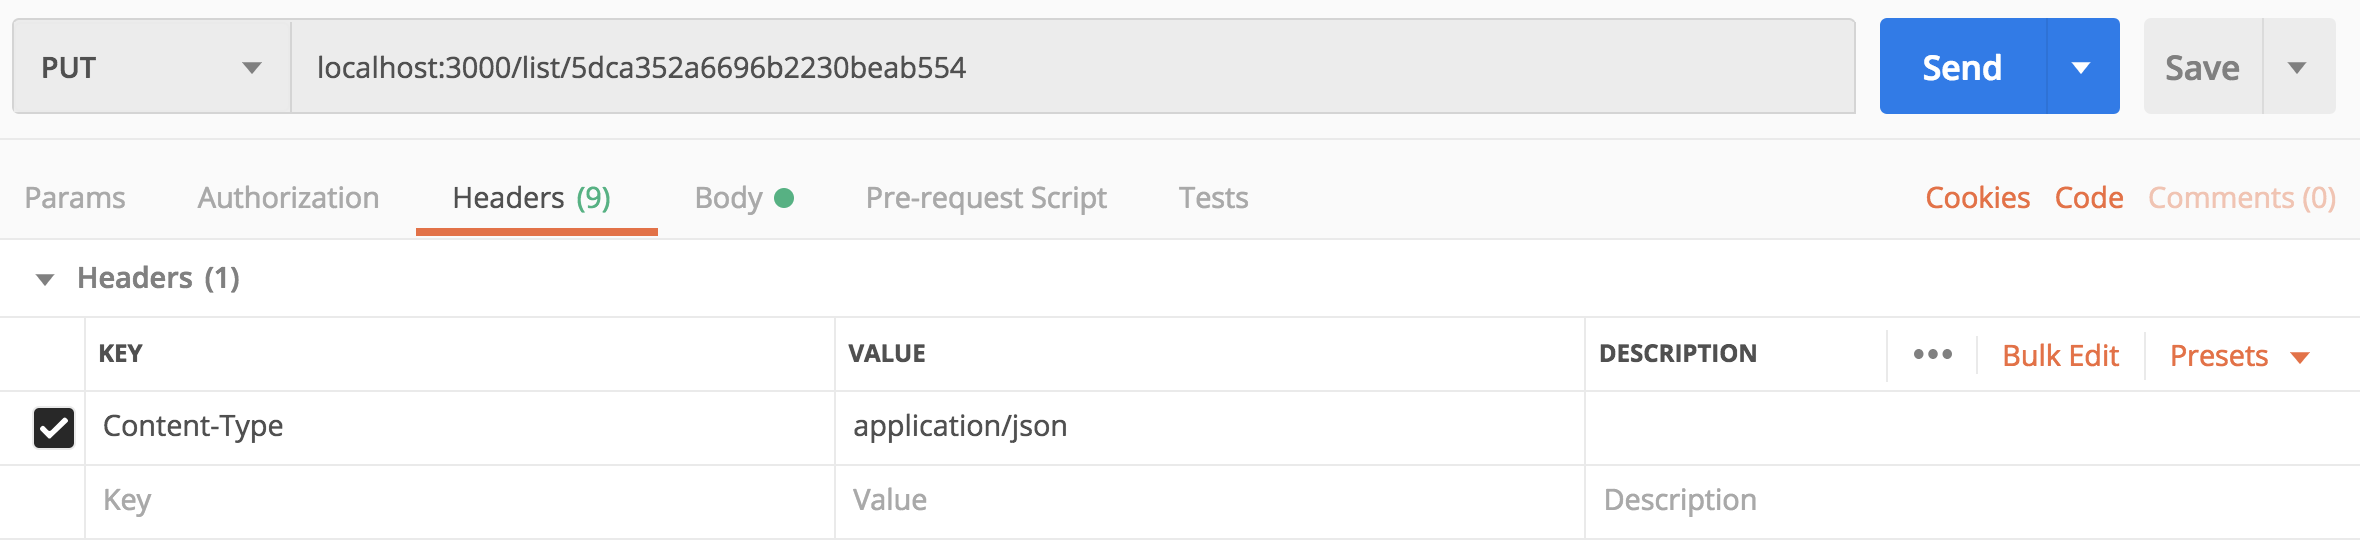 PUT localhost:3000/list/5dca352a6696b2230beab554 Send Save
Params Authorization Headers (9) Body Pre-request Script Tests Cookies Code Comments (0)
Headers (1)
KEY VALUE DESCRIPTION ••• Bulk Edit Presets
Content-Type application/json
Key Value Description